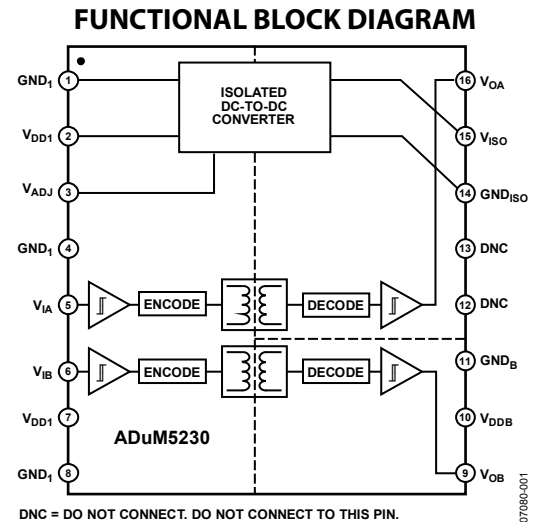 FUNCTIONAL BLOCK DIAGRAM
GND1 1
VDD1 2
VADJ 3
GND1 4
VIA 5
VIB 6
VDD1 7
GND1 8
ISOLATED
DC-TO-DC
CONVERTER
ENCODE
DECODE
ENCODE
DECODE
ADuM5230
16 VOA
15 VISO
14 GNDISO
13 DNC
12 DNC
11 GNDB
10 VDDB
9 VOB
DNC = DO NOT CONNECT. DO NOT CONNECT TO THIS PIN.
07080-001